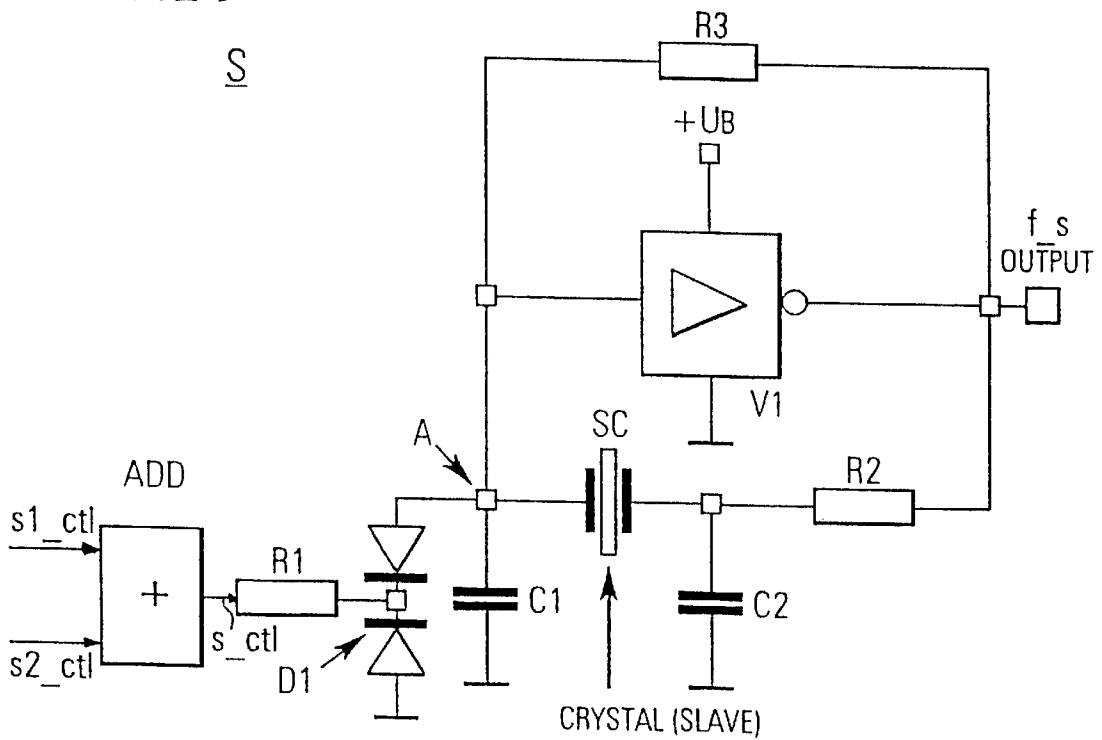 S
R3
+UB
f_s
OUTPUT
V1
A
SC
R2
ADD
s1_ctl
R1
+
C1
C2
s_ctl
s2_ctl
D1
CRYSTAL (SLAVE)